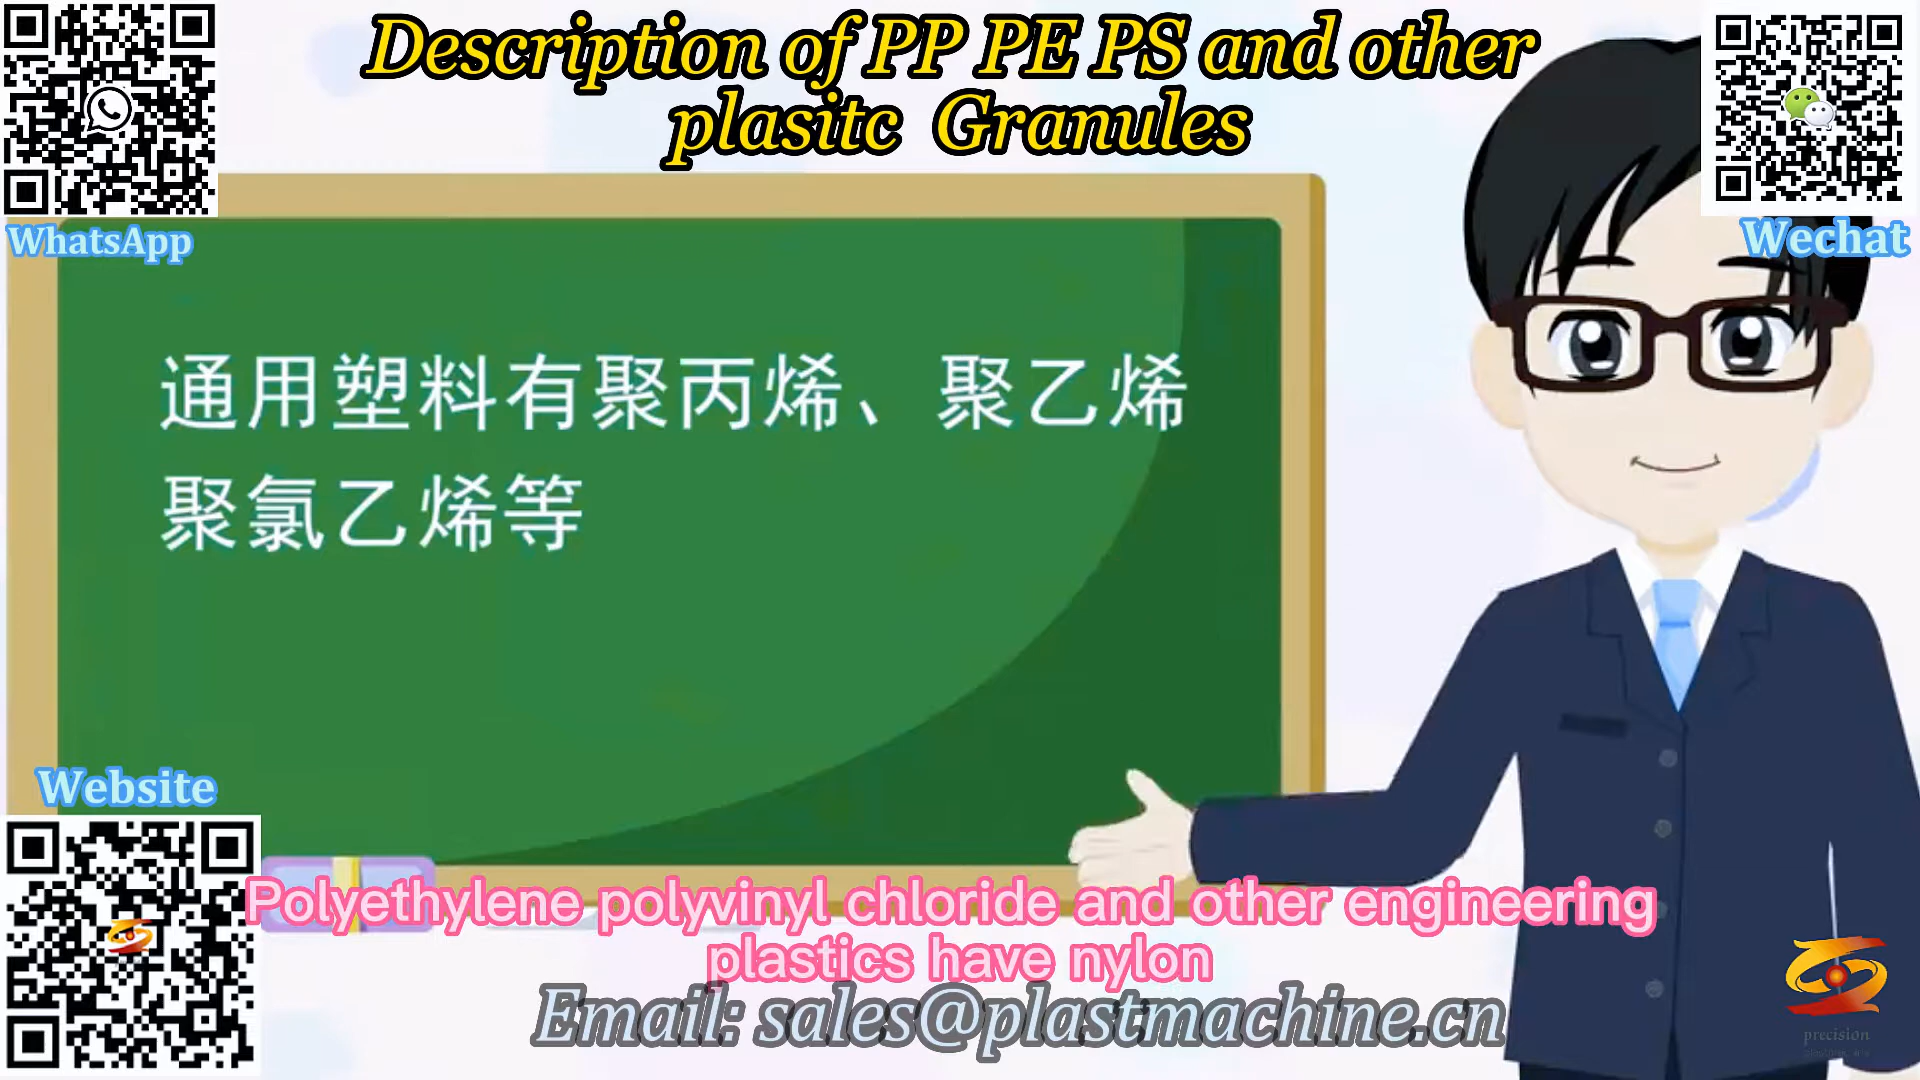 Description of PP PE PS and other
plasitc Granules
WhatsApp
Wechat
通用塑料有聚丙烯、聚乙烯
聚氯乙烯等
Website
Polyethylene polyvinyl chloride and other engineering
plastics have nylon
Email: sales@plastmachine.cn
precision